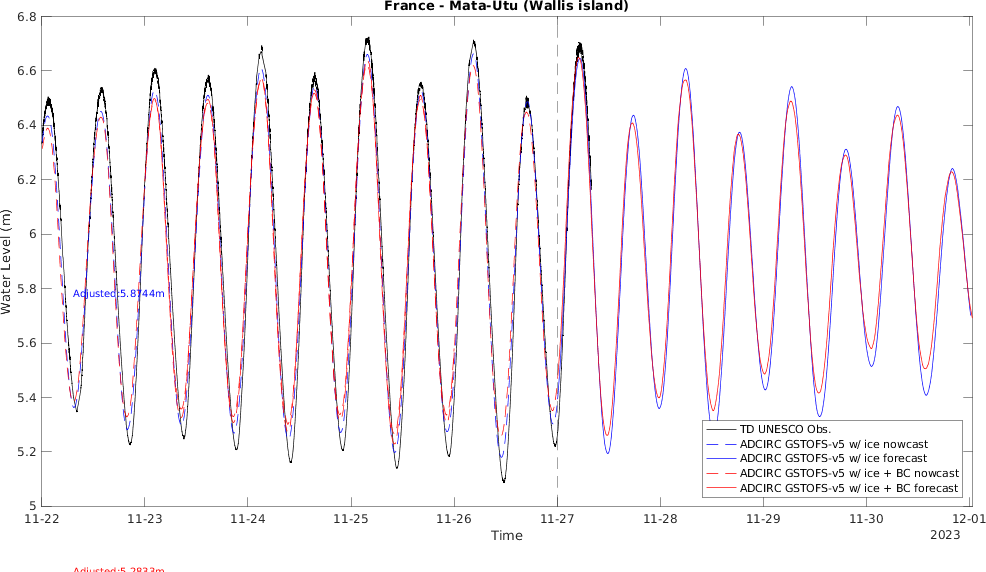 France - Mata-Utu (Wallis island)
6.8
6.6
6.4
6.2
6
5.8
5.6
5.4
5.2
5
Water Level (m)
Adjusted:5.8744m
TD UNESCO Obs.
ADCIRC GSTOFS-v5 w/ ice nowcast
ADCIRC GSTOFS-v5 w/ ice forecast
ADCIRC GSTOFS-v5 w/ ice + BC nowcast
ADCIRC GSTOFS-v5 w/ ice + BC forecast
11-22 11-23 11-24 11-25 11-26 11-27 11-28 11-29 11-30 12-01
Time
2023
Adjusted:5.2833m